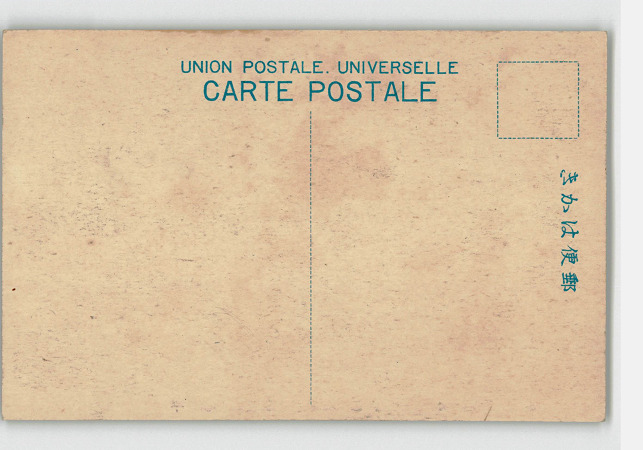 UNION POSTALE. UNIVERSELLE
CARTE POSTALE
郵便はかき